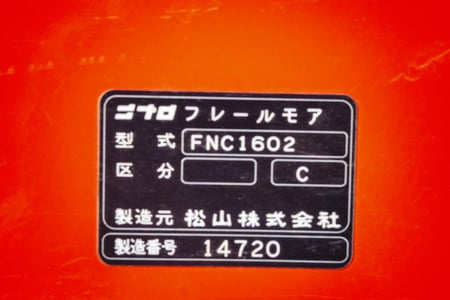 ニプロ フレールモア
型式 FNC1602
区分 C
製造元 松山株式会社
製造番号 14720